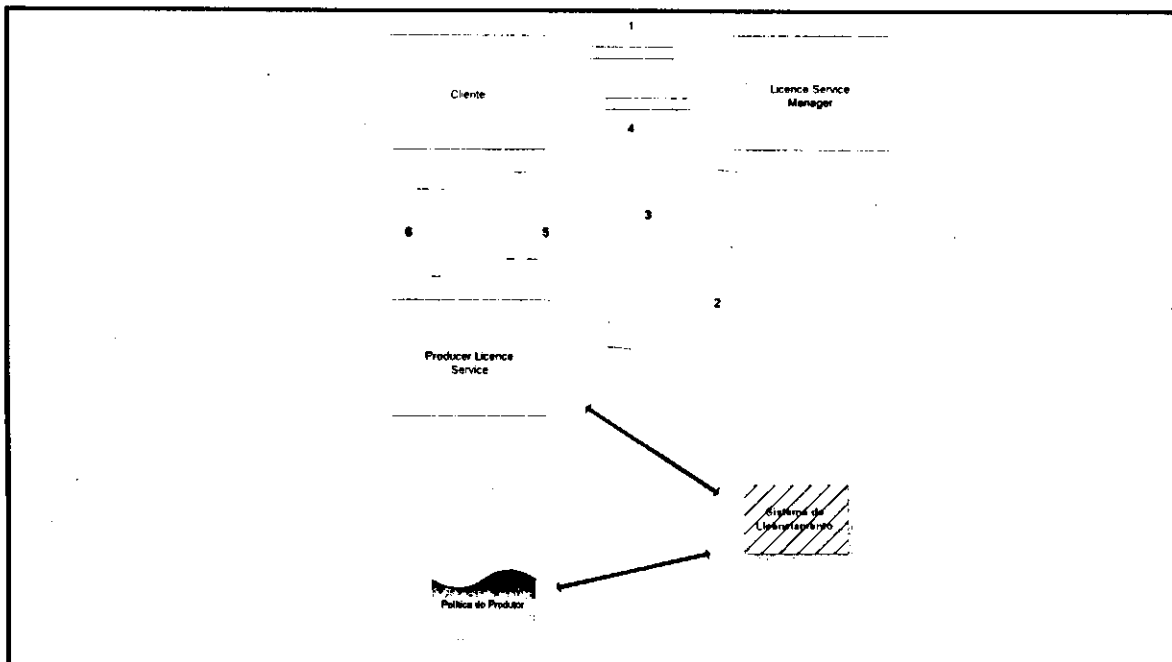 1
Cliente
Licence Service
Manager
4
3
6
5
2
Producer Licence
Service
Sistema de
Licenciamento
Política do Produtor